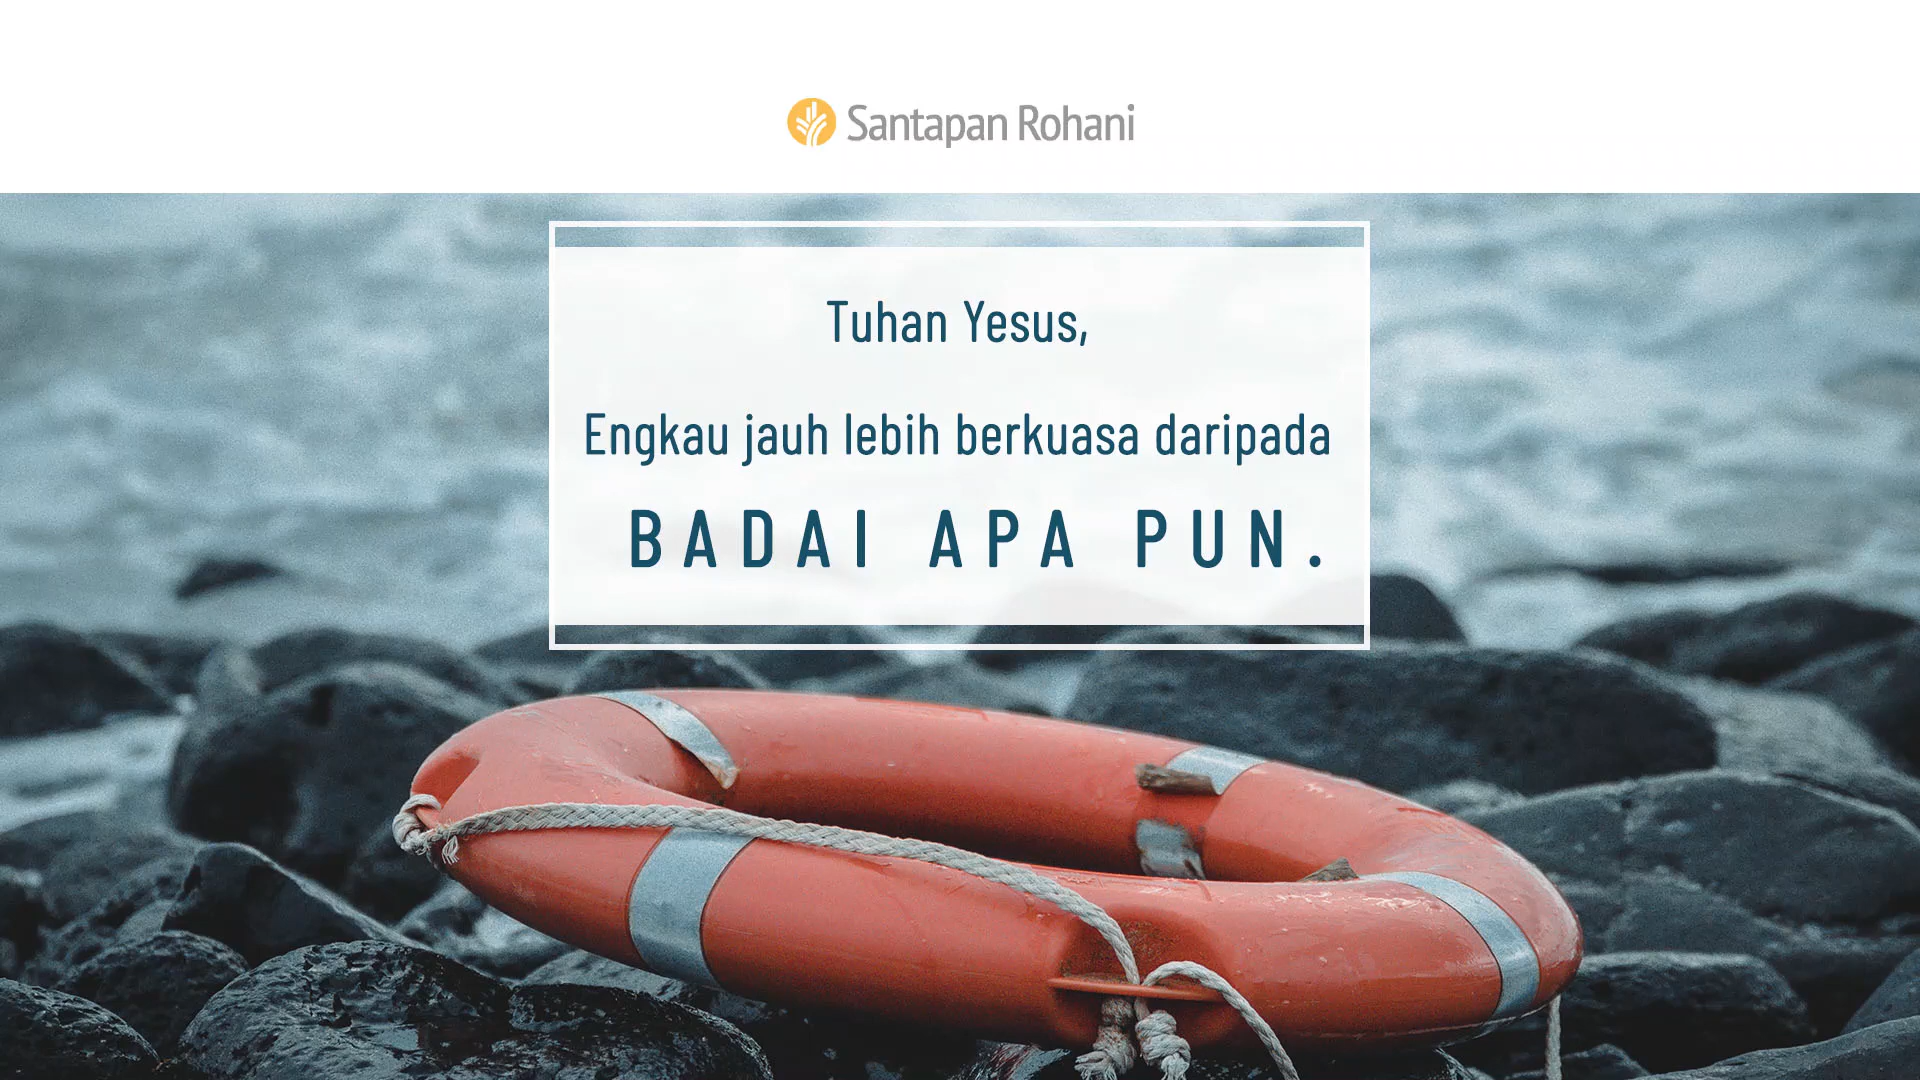 Santapan Rohani
Tuhan Yesus,
Engkau jauh lebih berkuasa daripada
BADAI APA PUN.